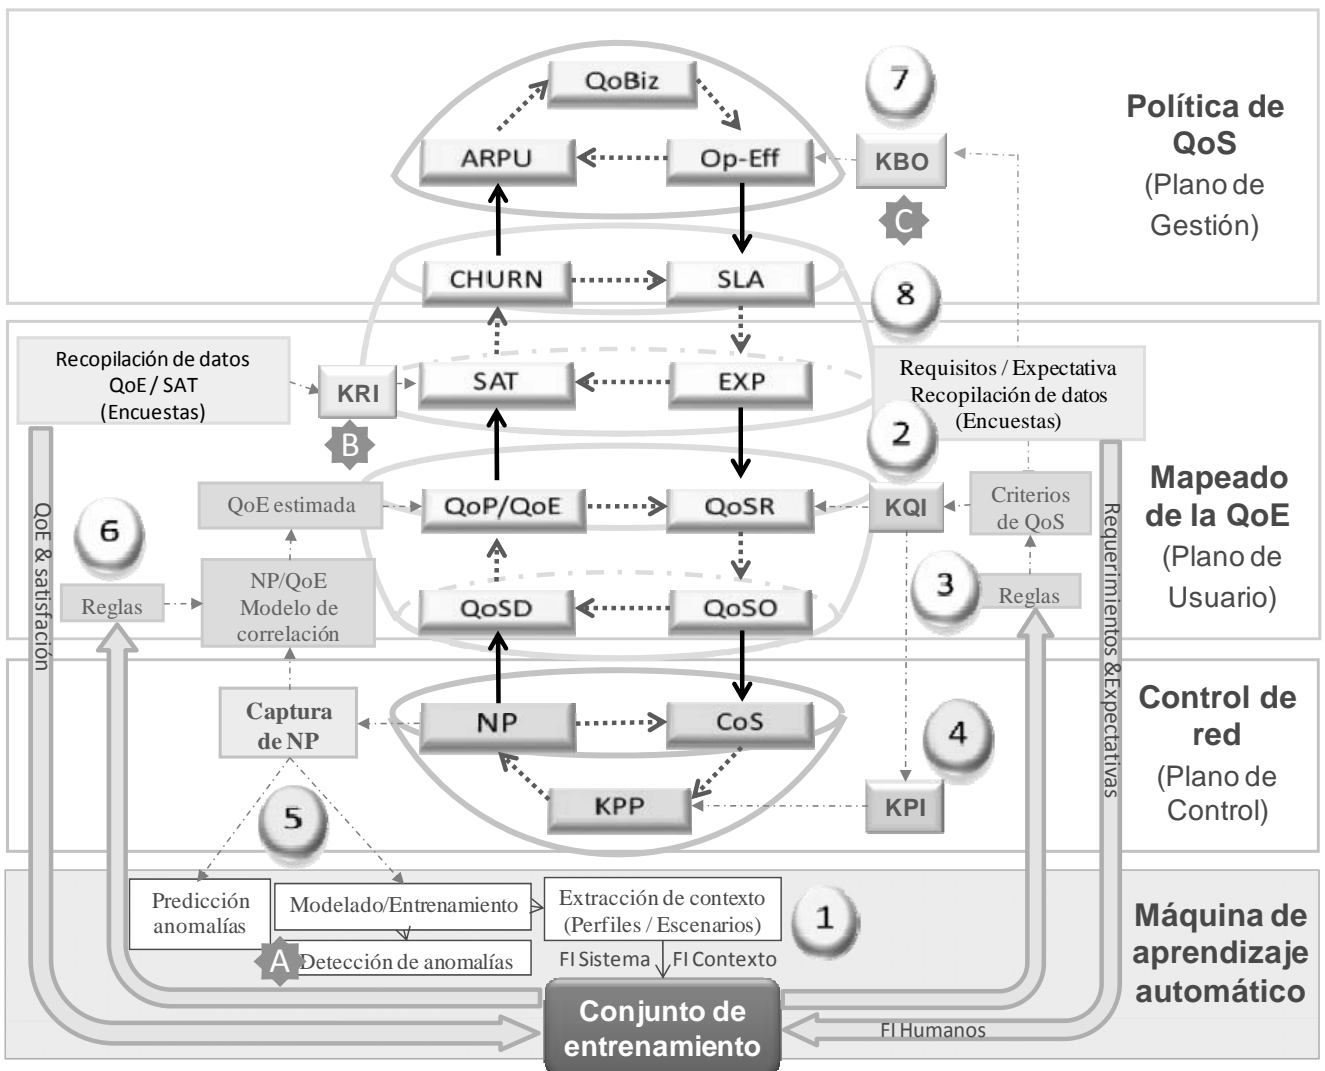 QoBiz
7
Política de
QoS
(Plano de
Gestión)
ARPU
Op-Eff
KBO
C
CHURN
SLA
8
Recopilación de datos
QoE / SAT
(Encuestas)
KRI
B
SAT
EXP
Requisitos / Expectativa
Recopilación de datos
(Encuestas)
2
QoE estimada
QoP/QoE
QoSR
KQI
Criterios
de QoS
Mapeado
de la QoE
(Plano de
Usuario)
6
Reglas
NP/QoE
Modelo de
correlación
QoSD
QoSO
3
Reglas
QoE & satisfacción
Requerimientos &Expectativas
Captura
de NP
NP
CoS
4
Control de
red
(Plano de
Control)
5
KPP
KPI
Predicción
anomalías
Modelado/Entrenamiento
Extracción de contexto
(Perfiles / Escenarios)
1
A
Detección de anomalías
FI Sistema
FI Contexto
Máquina de
aprendizaje
automático
Conjunto de
entrenamiento
FI Humanos